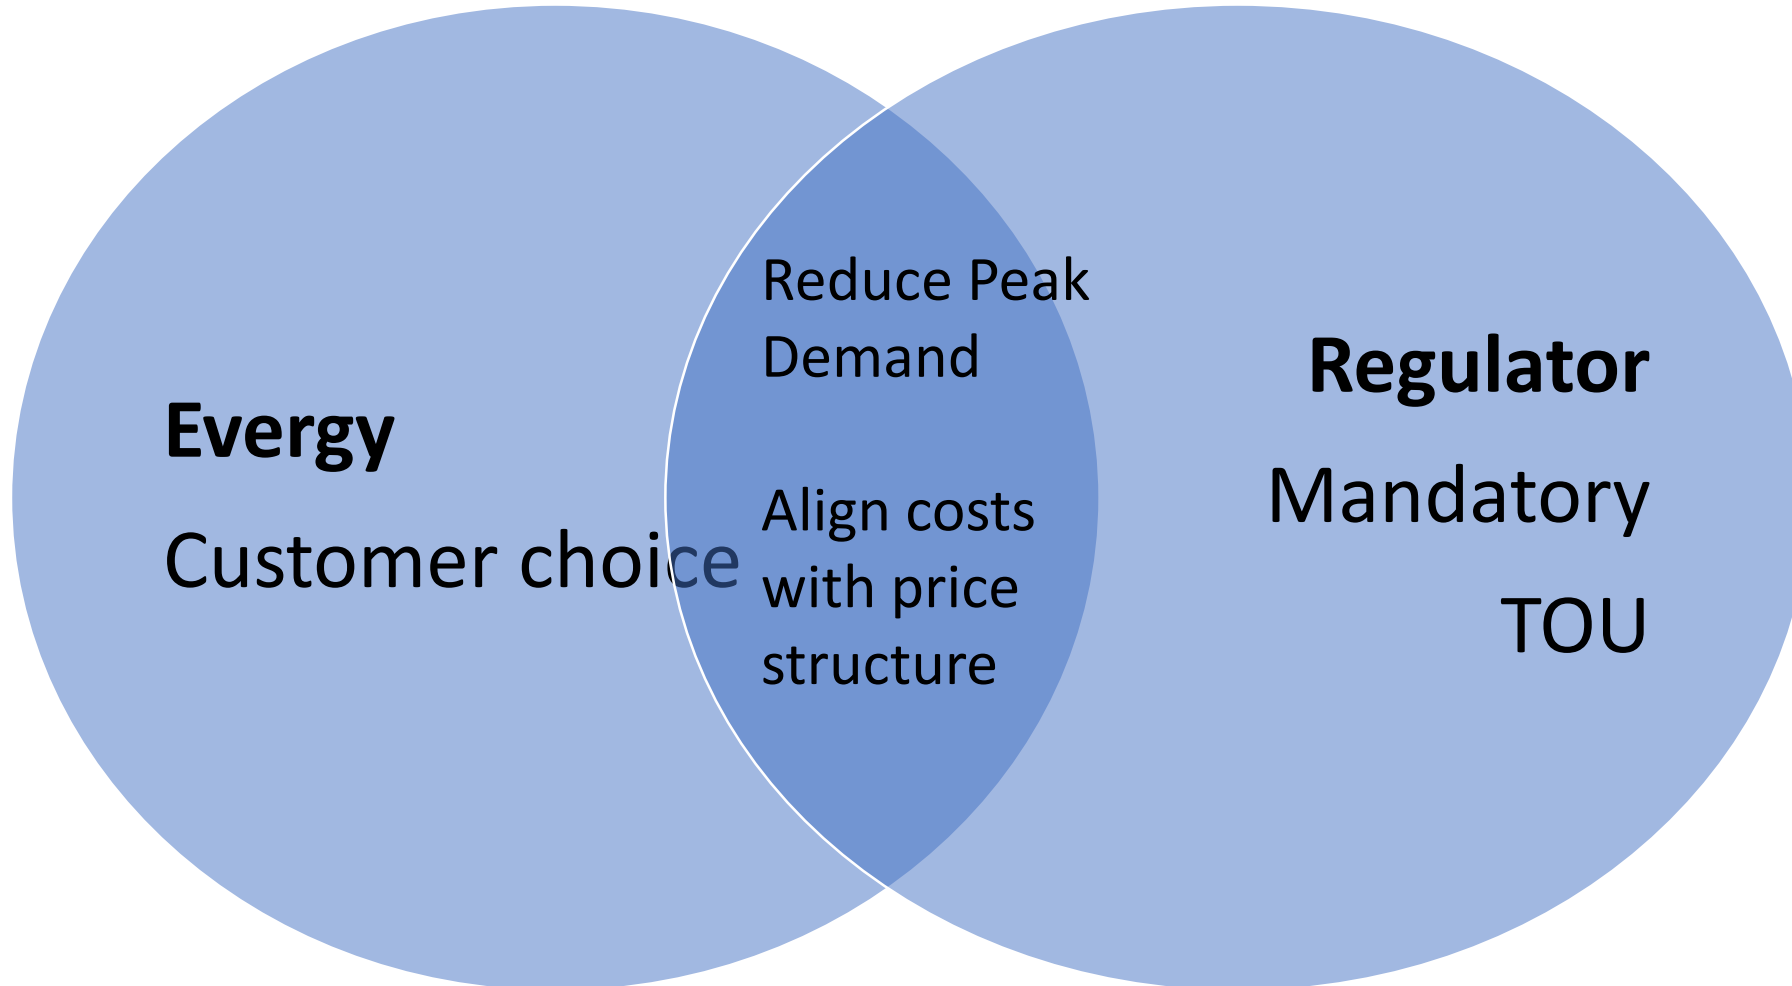 Evergy
Customer choice
Reduce Peak
Demand
Align costs
with price
structure
Regulator
Mandatory
TOU